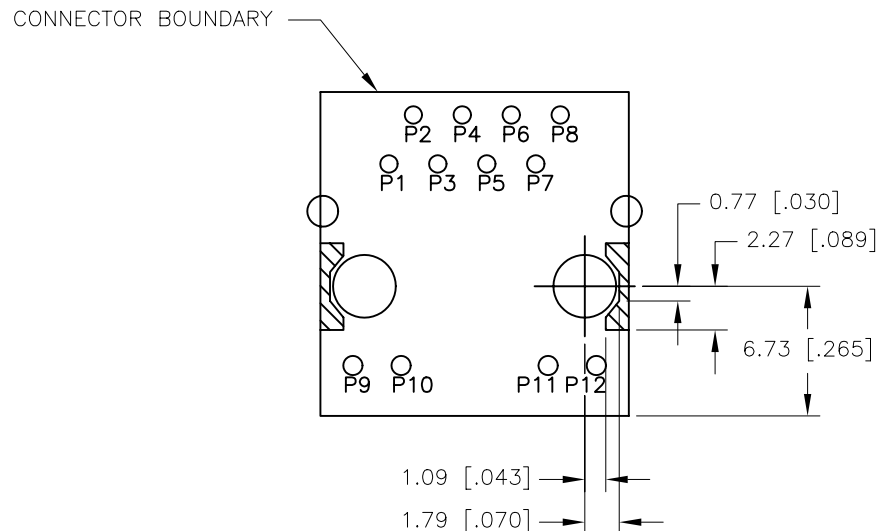 CONNECTOR BOUNDARY
P2 P4 P6 P8
P1 P3 P5 P7
0.77 [.030]
2.27 [.089]
6.73 [.265]
P9 P10 P11 P12
1.09 [.043]
1.79 [.070]